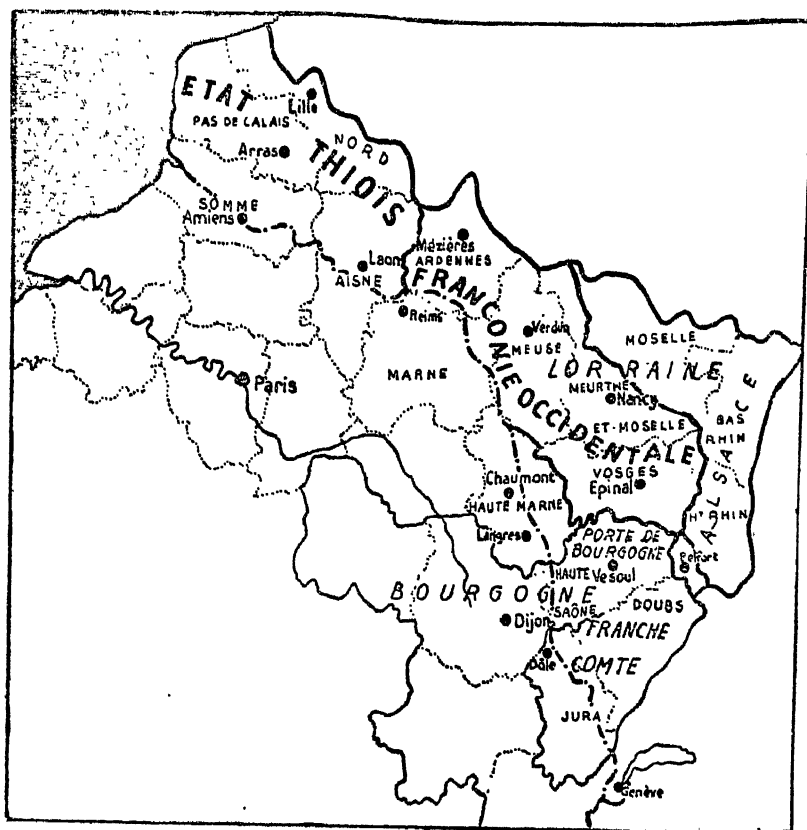 ETAT
Lille
PAS DE CALAIS
NORD
Arras
THIOIS
SOMME
Amiens
Mézières
ARDENNES
Laon
AISNE
FRANCONIE OCCIDENTALE
Reims
Verdun
MEUSE
MOSELLE
LORRAINE
MARNE
MEURTHE
Nancy
Paris
ET-MOSELLE
BAS
RHIN
ALSACE
VOSGES
Epinal
Chaumont
HAUTE MARNE
Hᵗ RHIN
Langres
PORTE DE
BOURGOGNE
Belfort
HAUTE
Vesoul
BOURGOGNE
SAÔNE
DOUBS
Dijon
FRANCHE
Dôle
COMTE
JURA
Genève